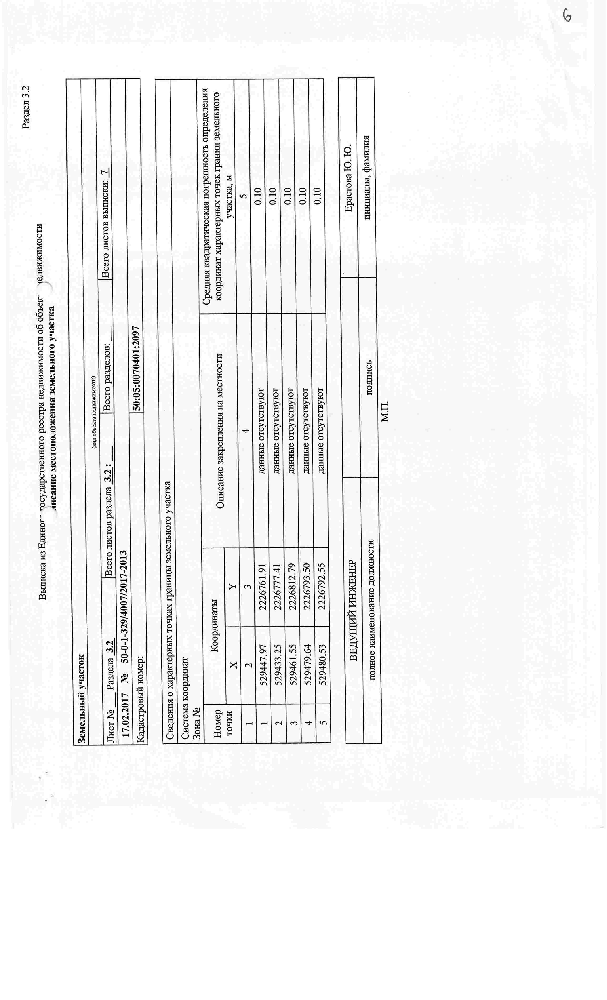 Раздел 3.2
Выписка из Единог государственного реестра недвижимости об объек недвижимости
писание местоположения земельного участка
Земельный участок
(вид объекта недвижимости)
Лист № ___ Раздела 3.2 Всего листов раздела 3.2 : ___ Всего разделов: ___ Всего листов выписки: 7
17.02.2017 № 50-0-1-329/4007/2017-2013
Кадастровый номер: 50:05:0070401:2097
Сведения о характерных точках границы земельного участка
Система координат
Зона №
Номер точки Координаты Описание закрепления на местности Средняя квадратическая погрешность определения
координат характерных точек границ земельного
участка, м
X Y
1 2 3 4 5
1 529447.97 2226761.91 данные отсутствуют 0.10
2 529433.25 2226777.41 данные отсутствуют 0.10
3 529461.55 2226812.79 данные отсутствуют 0.10
4 529479.64 2226793.50 данные отсутствуют 0.10
5 529480.53 2226792.55 данные отсутствуют 0.10
ВЕДУЩИЙ ИНЖЕНЕР Ерастова Ю. Ю.
полное наименование должности подпись инициалы, фамилия
М.П.
6